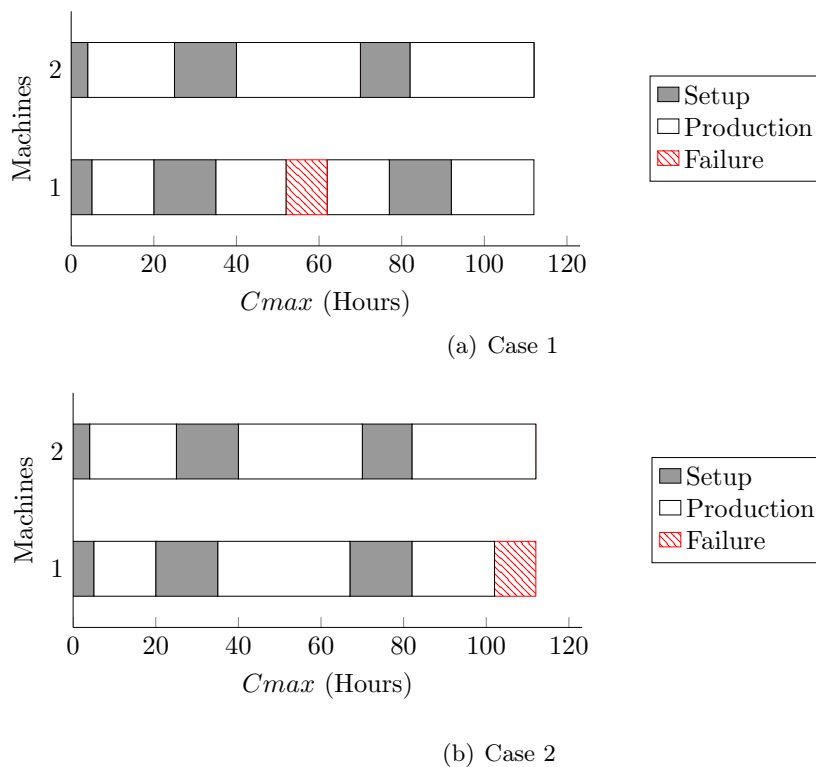 Machines
2
1
0 20 40 60 80 100 120
Cmax (Hours)
Setup
Production
Failure
(a) Case 1
Machines
2
1
0 20 40 60 80 100 120
Cmax (Hours)
Setup
Production
Failure
(b) Case 2